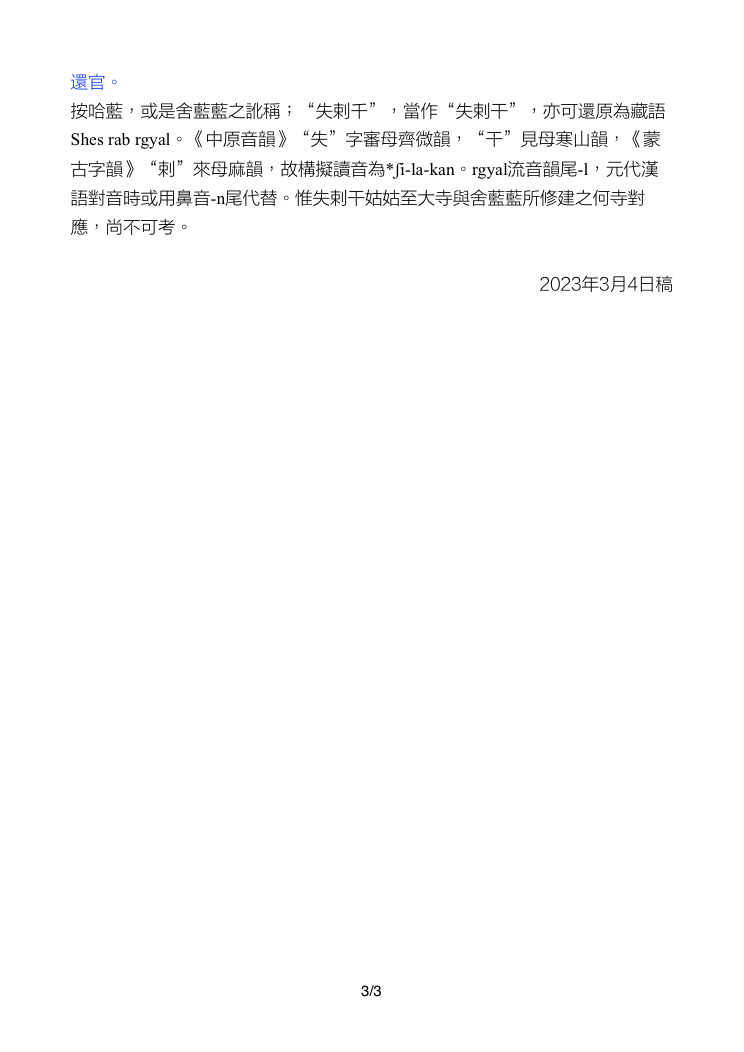 還官。
按哈藍，或是舍藍藍之訛稱；“失剌千”，當作“失剌干”，亦可還原為藏語
Shes rab rgyal。《中原音韻》“失”字審母齊微韻，“干”見母寒山韻，《蒙
古字韻》“剌”來母麻韻，故構擬讀音為*ʃi-la-kan。rgyal流音韻尾-l，元代漢
語對音時或用鼻音-n尾代替。惟失剌干姑姑至大寺與舍藍藍所修建之何寺對
應，尚不可考。
2023年3月4日稿
3/3